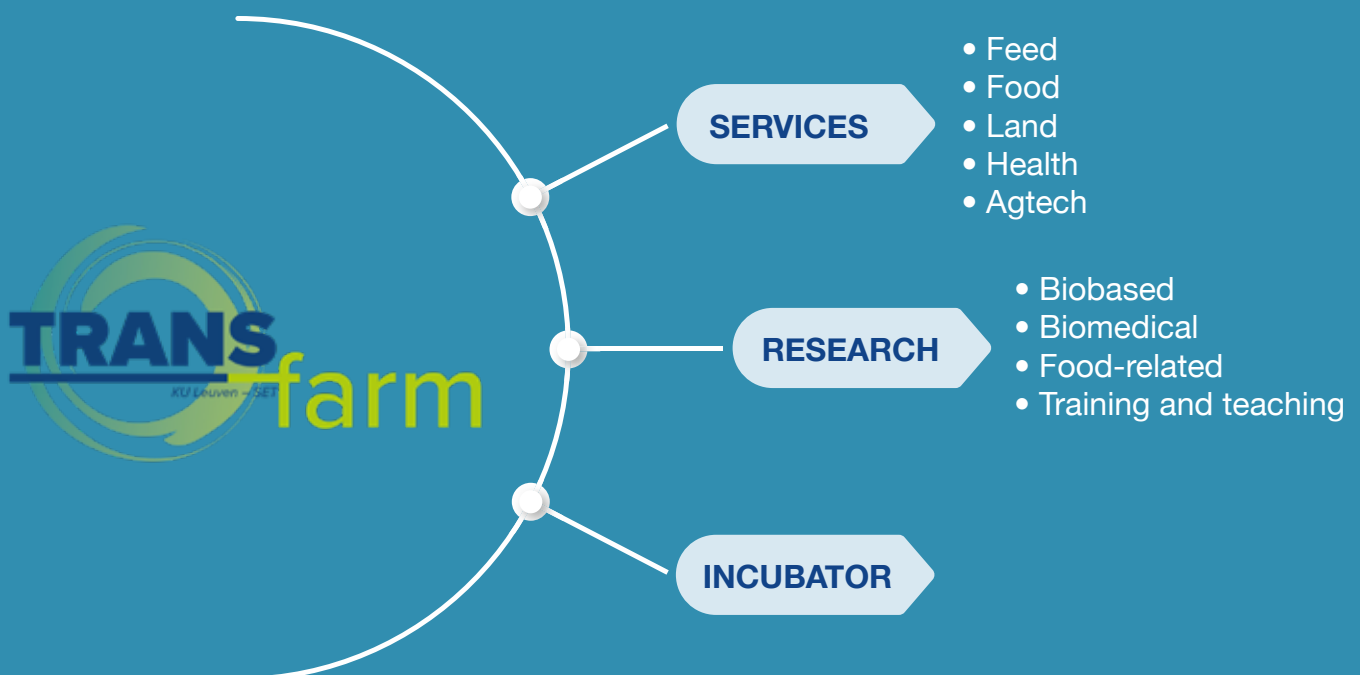 TRANS
KU Leuven – SET
farm
SERVICES
• Feed
• Food
• Land
• Health
• Agtech
RESEARCH
• Biobased
• Biomedical
• Food-related
• Training and teaching
INCUBATOR